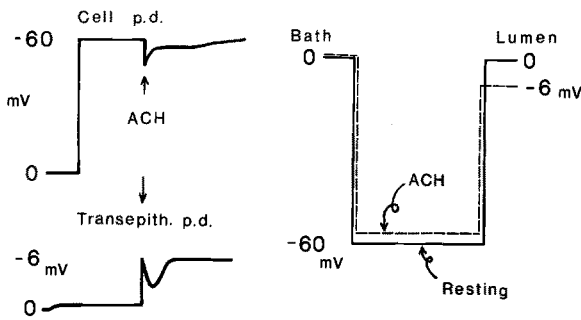 Cell p.d.
-60
mV
ACH
0
Transepith. p.d.
-6
mV
0
Bath
Lumen
0
0
-6 mV
ACH
-60
mV
Resting